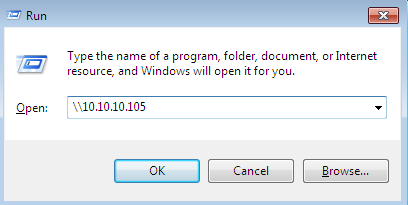 Run
Type the name of a program, folder, document, or Internet
resource, and Windows will open it for you.
Open: \\10.10.10.105
OK Cancel Browse...